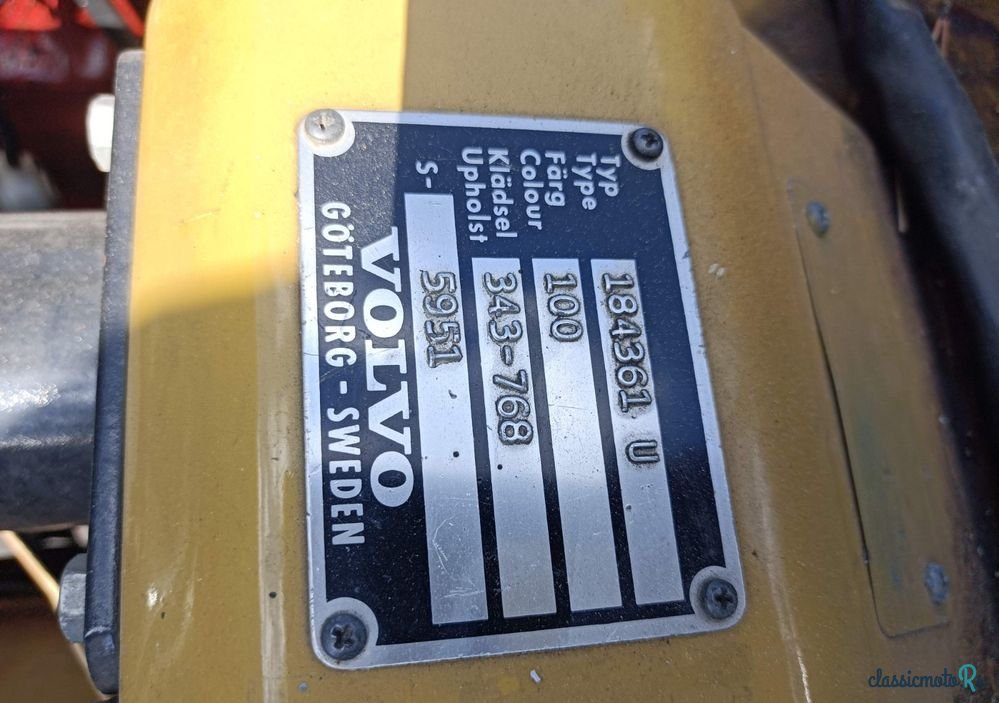 Typ
Type 184361 U
Färg
Colour 100
Klädsel
Upholst 343-768
S- 5951
VOLVO
GÖTEBORG - SWEDEN
classicmotoR